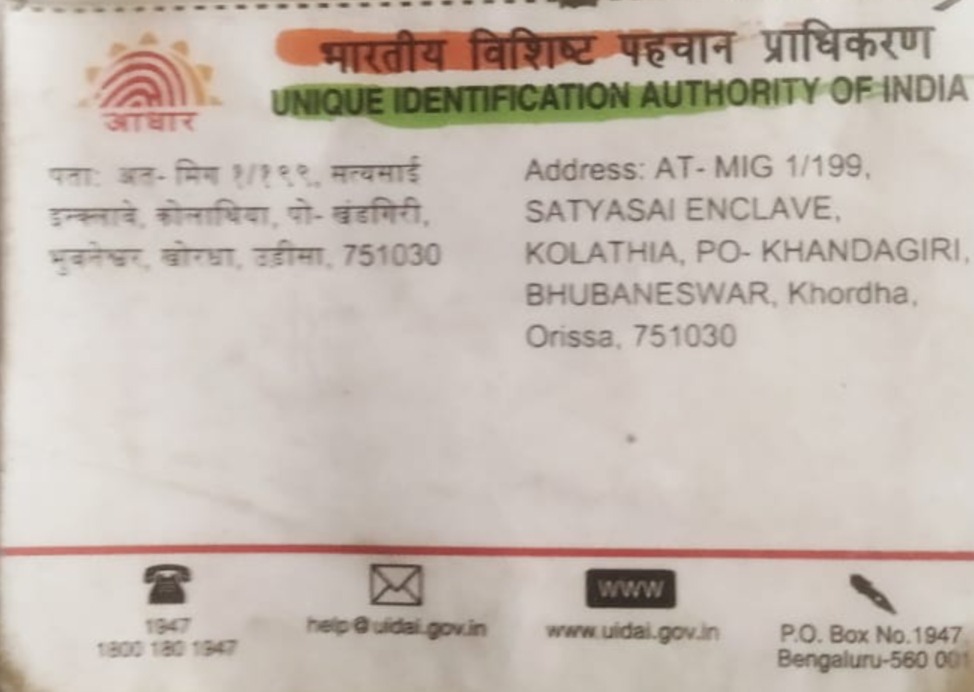 भारतीय विशिष्ट पहचान प्राधिकरण
UNIQUE IDENTIFICATION AUTHORITY OF INDIA
आधार
पता: अत- मिग १/१९९, सत्यसाई
इन्क्लावे, कोलाथिया, पो- खंडगिरी,
भुवनेश्वर, खोरधा, उड़ीसा, 751030
Address: AT- MIG 1/199,
SATYASAI ENCLAVE,
KOLATHIA, PO- KHANDAGIRI,
BHUBANESWAR, Khordha,
Orissa, 751030
1947
1800 180 1947
help@uidai.gov.in
www
www.uidai.gov.in
P.O. Box No.1947,
Bengaluru-560 001